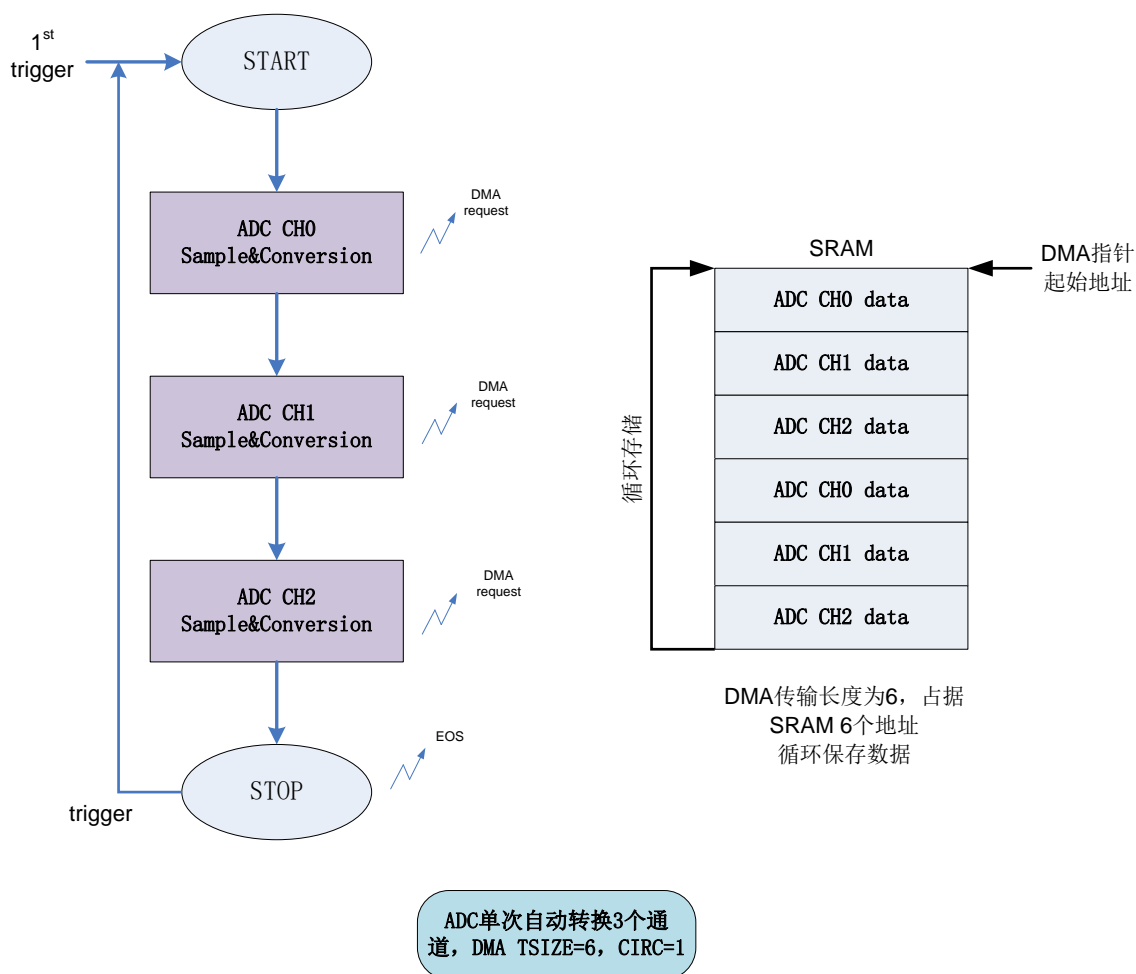 1st
trigger
START
ADC CH0
Sample&Conversion
DMA
request
ADC CH1
Sample&Conversion
DMA
request
ADC CH2
Sample&Conversion
DMA
request
STOP
EOS
trigger
SRAM
DMA指针
起始地址
ADC CH0 data
ADC CH1 data
ADC CH2 data
ADC CH0 data
ADC CH1 data
ADC CH2 data
循环存储
DMA传输长度为6，占据
SRAM 6个地址
循环保存数据
ADC单次自动转换3个通
道，DMA TSIZE=6，CIRC=1